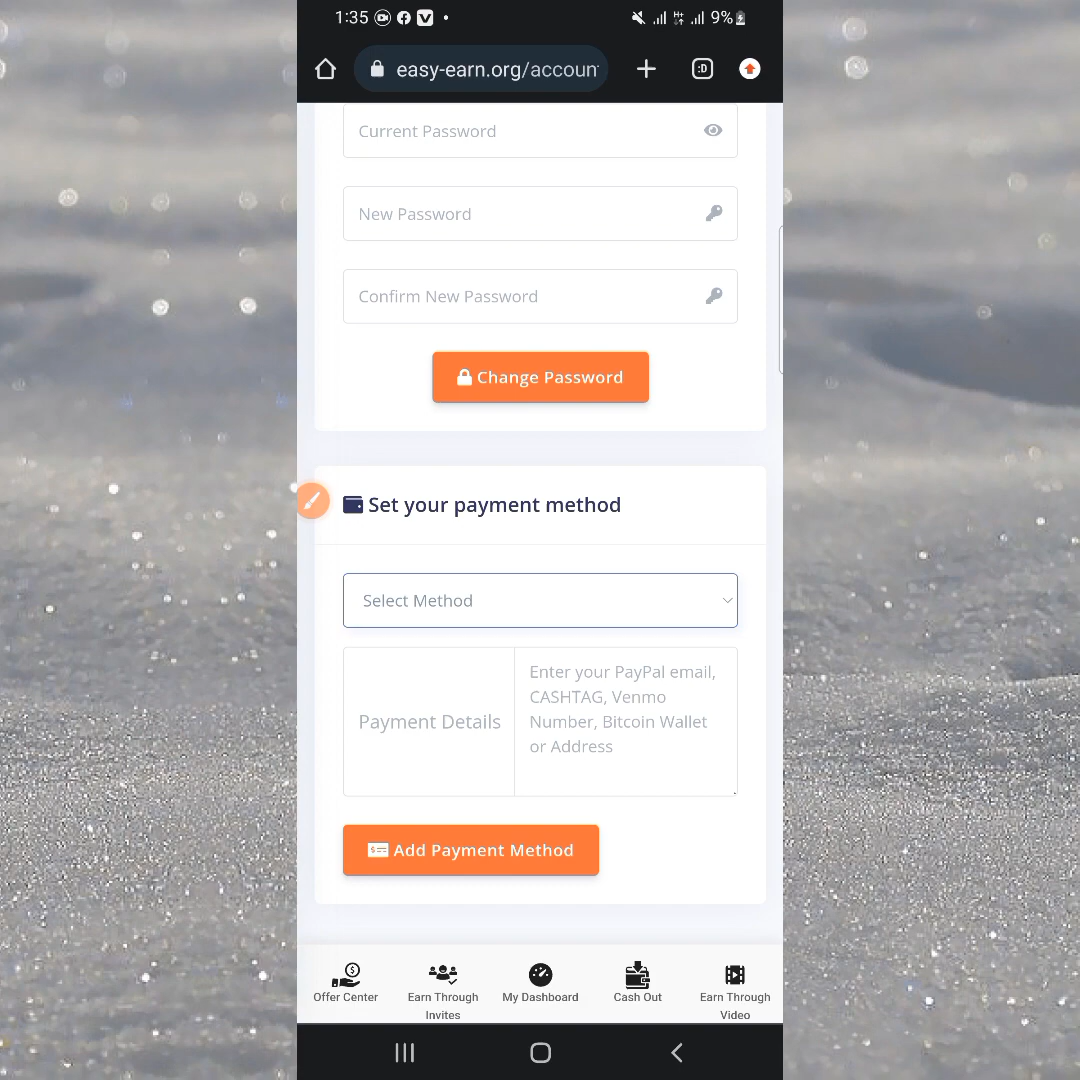 1:35
9%
easy-earn.org/accoun
:D
Current Password
New Password
Confirm New Password
Change Password
Set your payment method
Select Method
Payment Details
Enter your PayPal email,
CASHTAG, Venmo
Number, Bitcoin Wallet
or Address
Add Payment Method
Offer Center
Earn Through
Invites
My Dashboard
Cash Out
Earn Through
Video